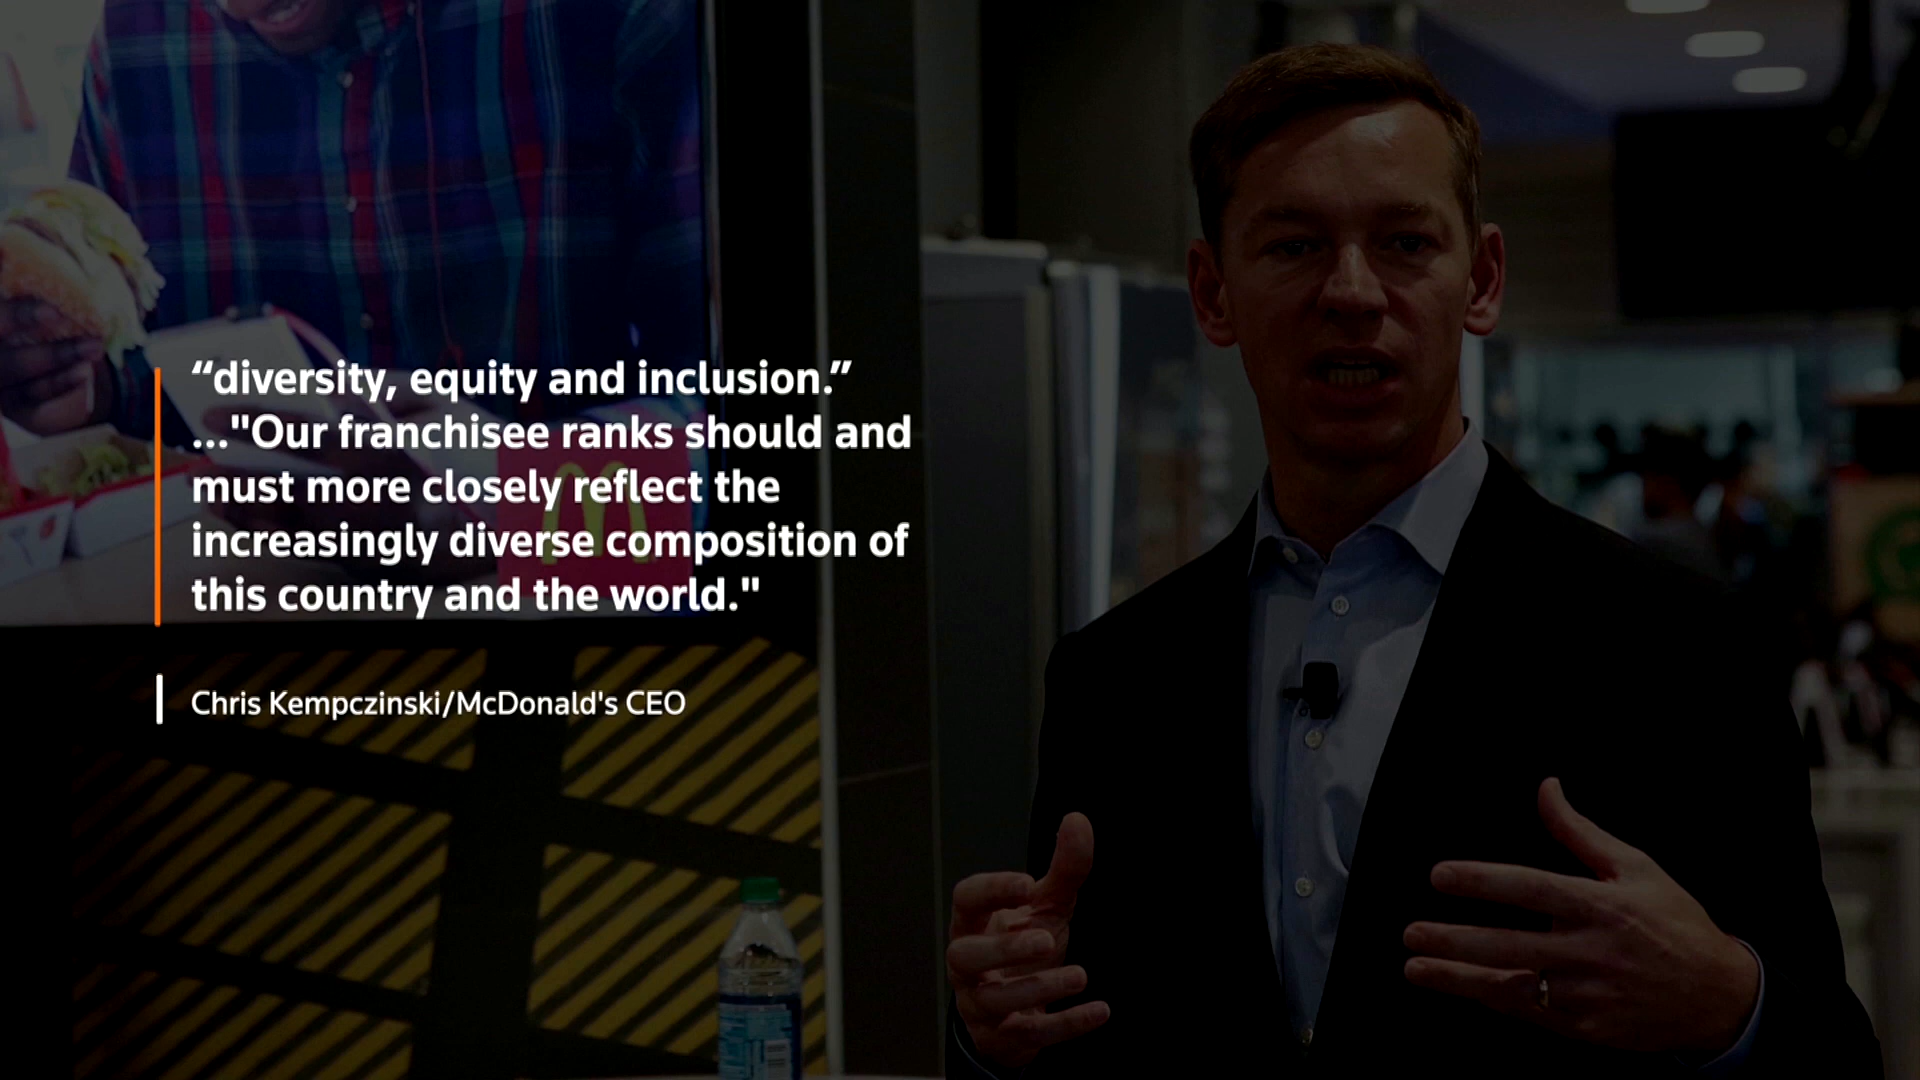 “diversity, equity and inclusion.”
..."Our franchisee ranks should and
must more closely reflect the
increasingly diverse composition of
this country and the world."
Chris Kempczinski/McDonald's CEO